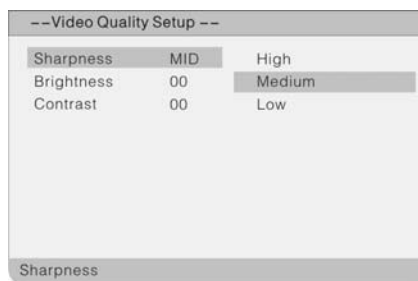 --Video Quality Setup --
Sharpness MID High
Brightness 00 Medium
Contrast 00 Low
Sharpness